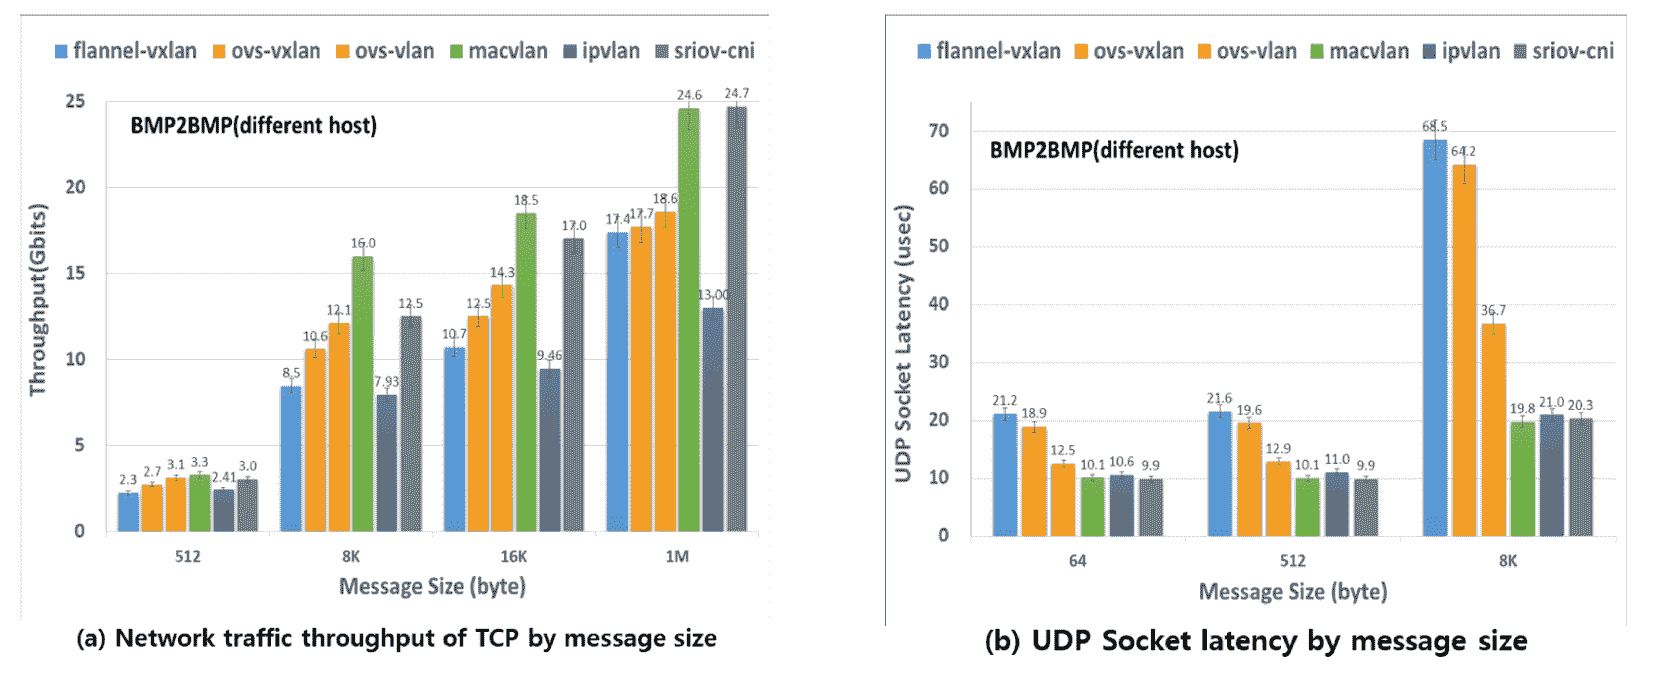 flannel-vxlan ovs-vxlan ovs-vlan macvlan ipvlan sriov-cni
BMP2BMP(different host)
Throughput(Gbits)
25
20
15
10
5
0
2.3 2.7 3.1 3.3 2.41 3.0
8.5 10.6 12.1 16.0 7.93 12.5
10.7 12.5 14.3 18.5 9.46 17.0
17.4 17.7 18.6 24.6 13.00 24.7
512 8K 16K 1M
Message Size (byte)
(a) Network traffic throughput of TCP by message size
flannel-vxlan ovs-vxlan ovs-vlan macvlan ipvlan sriov-cni
BMP2BMP(different host)
UDP Socket Latency (usec)
70
60
50
40
30
20
10
0
21.2 18.9 12.5 10.1 10.6 9.9
21.6 19.6 12.9 10.1 11.0 9.9
68.5 64.2 36.7 19.8 21.0 20.3
64 512 8K
Message Size (byte)
(b) UDP Socket latency by message size